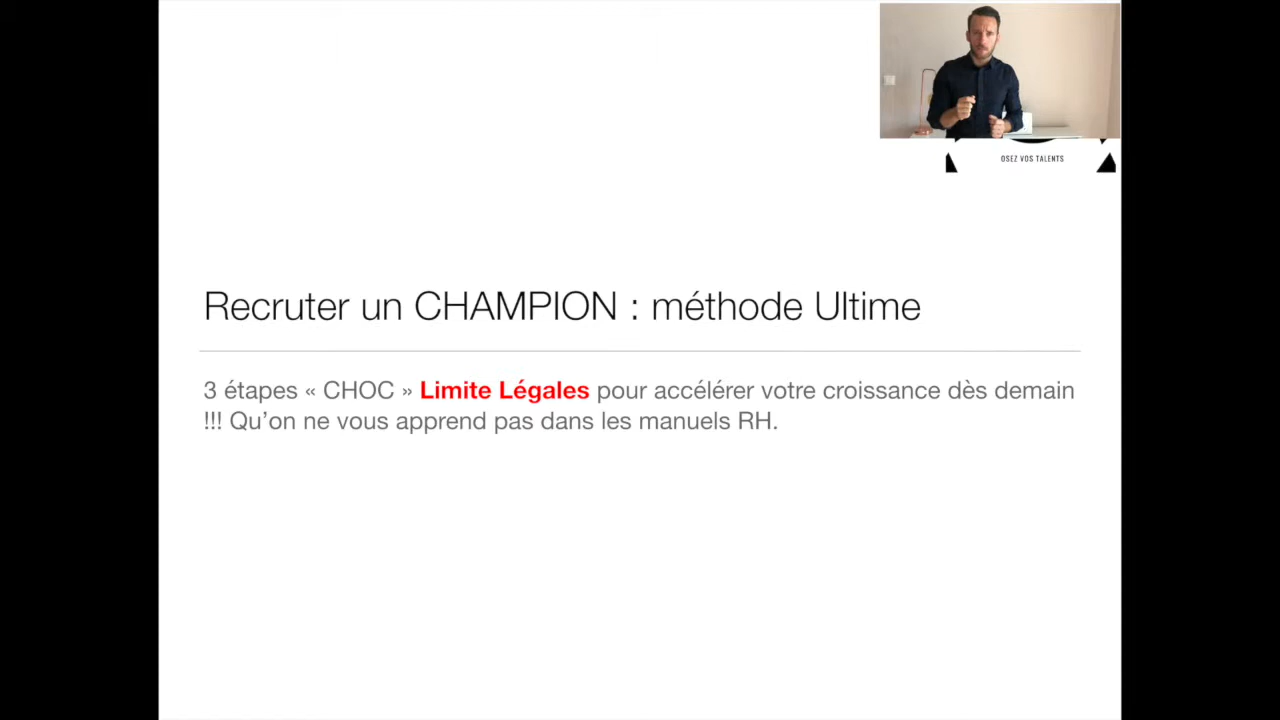 OSEZ VOS TALENTS
Recruter un CHAMPION : méthode Ultime
3 étapes « CHOC » Limite Légales pour accélérer votre croissance dès demain
!!! Qu’on ne vous apprend pas dans les manuels RH.